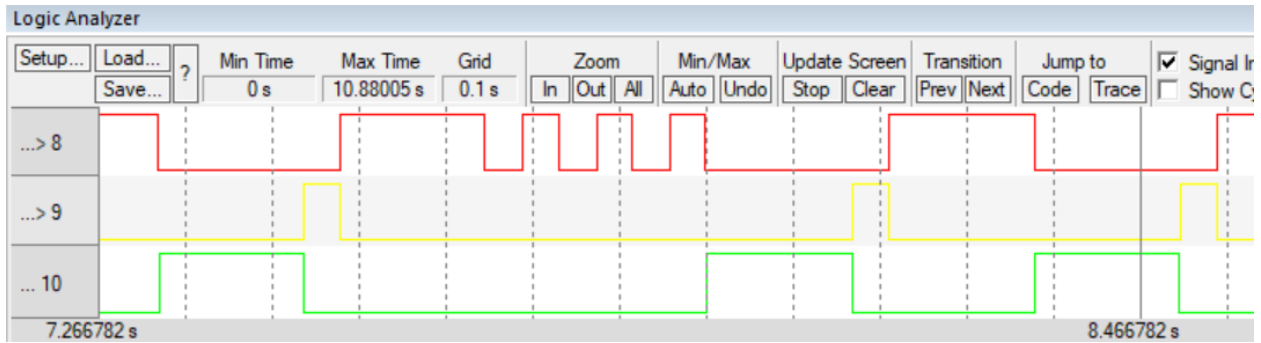 Logic Analyzer
Setup... Load... ? Min Time Max Time Grid Zoom Min/Max Update Screen Transition Jump to Signal In
Save... 0 s 10.88005 s 0.1 s In Out All Auto Undo Stop Clear Prev Next Code Trace Show Cy
...> 8
...> 9
... 10
7.266782 s 8.466782 s